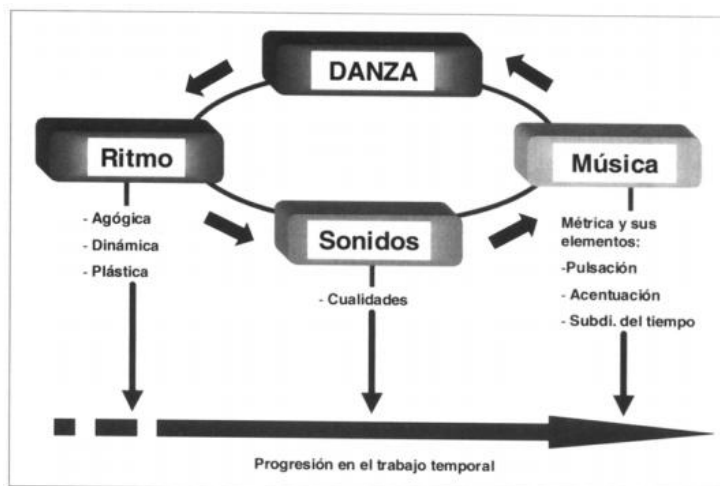 DANZA
Ritmo
Música
Sonidos
- Agógica
- Dinámica
- Plástica
- Cualidades
Métrica y sus
elementos:
-Pulsación
- Acentuación
- Subdi. del tiempo
Progresión en el trabajo temporal